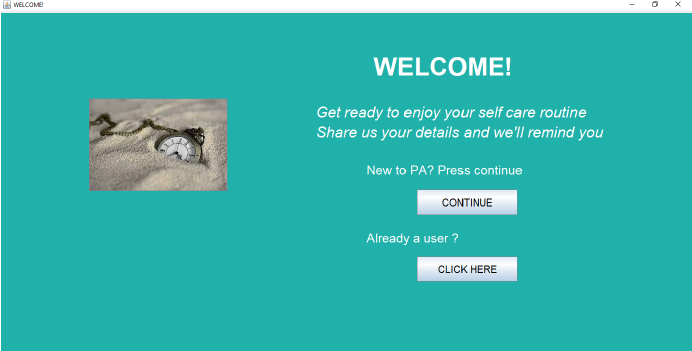 WELCOME!
WELCOME!
Get ready to enjoy your self care routine
Share us your details and we'll remind you
New to PA? Press continue
CONTINUE
Already a user ?
CLICK HERE